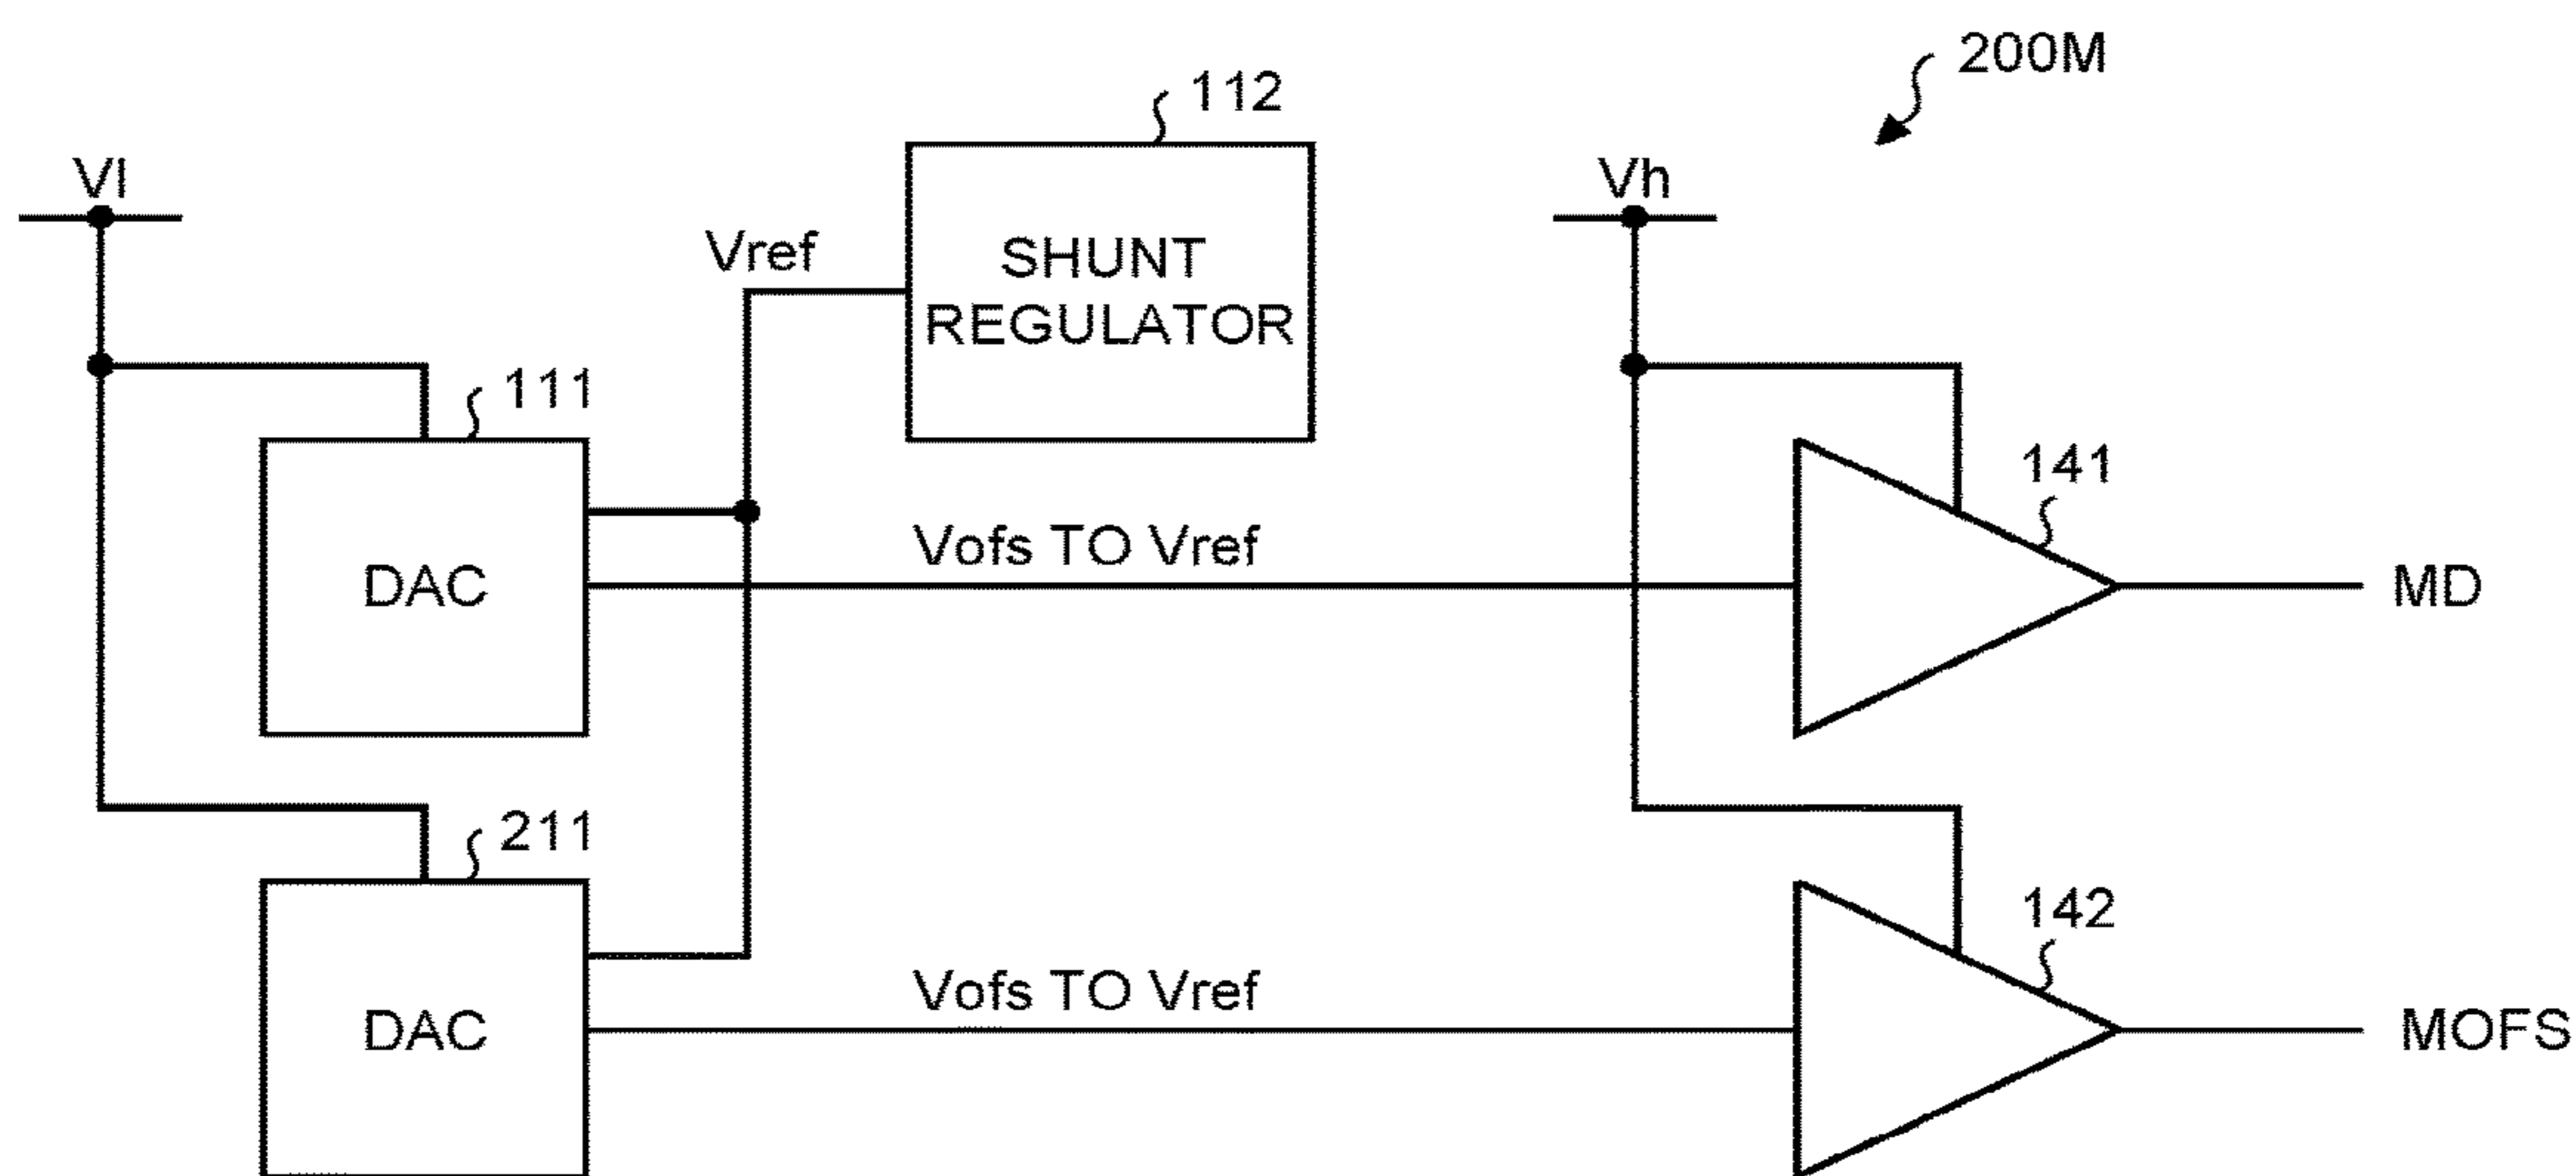 200M
112
Vl
Vh
Vref
SHUNT
REGULATOR
111
141
Vofs TO Vref
DAC
MD
211
142
Vofs TO Vref
DAC
MOFS